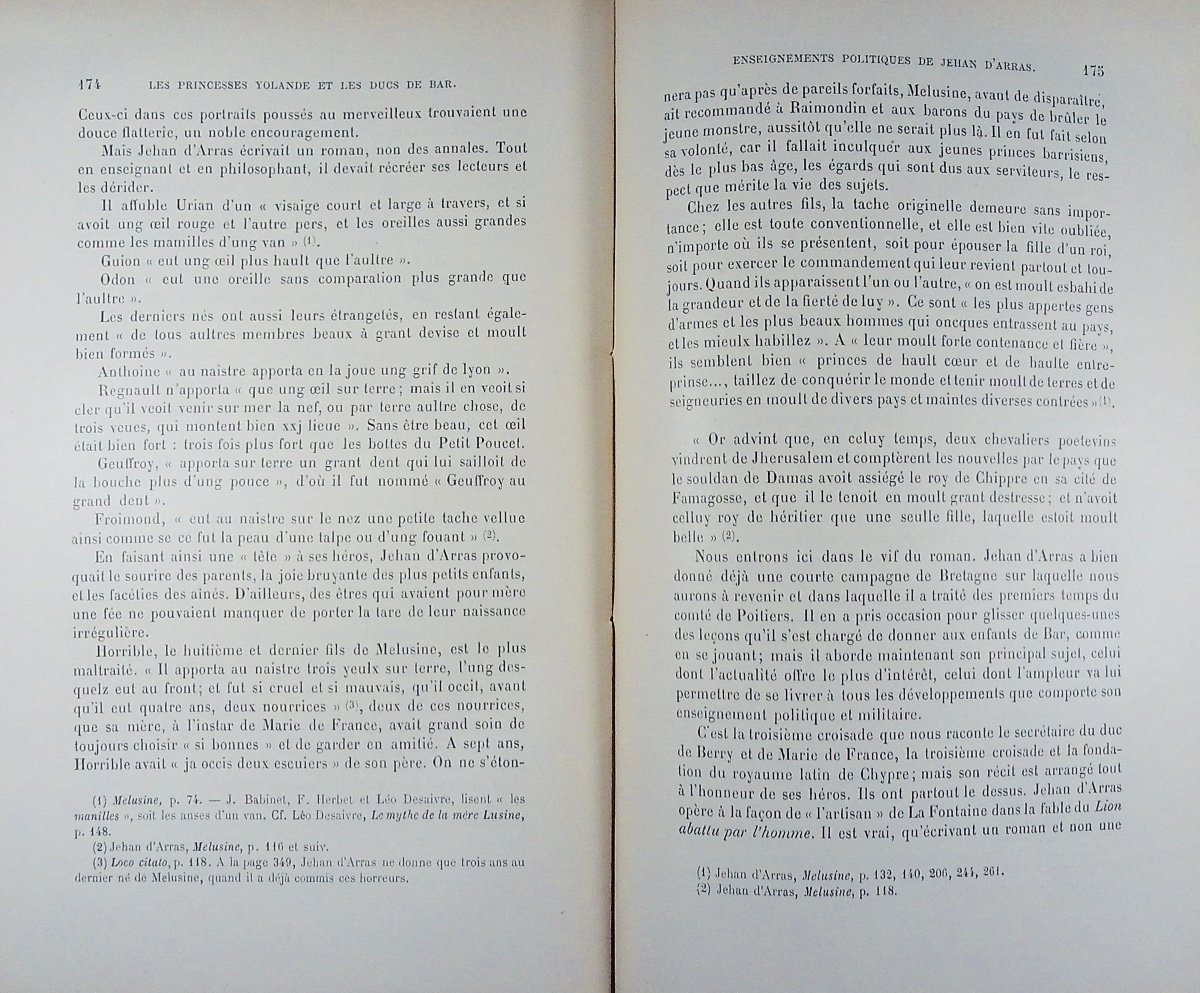 174 LES PRINCESSES YOLANDE ET LES DUCS DE BAR.
Ceux-ci dans ces portraits poussés au merveilleux trouvaient une
douce flatterie, un noble encouragement.
Mais Jehan d'Arras écrivait un roman, non des annales. Tout
en enseignant et en philosophant, il devait récréer ses lecteurs et
les dérider.
Il affuble Urian d'un « visaige court et large à travers, et si
avoit ung œil rouge et l'autre pers, et les oreilles aussi grandes
comme les mamilles d'ung van » (1).
Guion « eut ung œil plus hault que l'aultre ».
Odon « eut une oreille sans comparation plus grande que
l'aultre ».
Les derniers nés ont aussi leurs étrangetés, en restant égale-
ment « de tous aultres membres beaux à grant devise et moult
bien formés ».
Anthoine « au naistre apporta en la joue ung grif de lyon ».
Regnault n'apporta « que ung œil sur terre ; mais il en veoit si
cler qu'il veoit venir sur mer la nef, ou par terre aultre chose, de
trois veues, qui montent bien xxj lieue ». Sans être beau, cet œil
était bien fort : trois fois plus fort que les bottes du Petit Poucet.
Geuffroy, « apporta sur terre un grant dent qui lui sailloit de
la bouche plus d'ung pouce », d'où il fut nommé « Geuffroy au
grand dent ».
Froimond, « eut au naistre sur le nez une petite tache vellue
ainsi comme se ce fut la peau d'une talpe ou d'ung fouant » (2).
En faisant ainsi une « tête » à ses héros, Jehan d'Arras provo-
quait le sourire des parents, la joie bruyante des plus petits enfants,
et les facéties des aînés. D'ailleurs, des êtres qui avaient pour mère
une fée ne pouvaient manquer de porter la tare de leur naissance
irrégulière.
Horrible, le huitième et dernier fils de Melusine, est le plus
maltraité. « Il apporta au naistre trois yeulx sur terre, l'ung des-
quelz eut au front; et fut si cruel et si mauvais, qu'il occit, avant
qu'il eut quatre ans, deux nourrices » (3), deux de ces nourrices,
que sa mère, à l'instar de Marie de France, avait grand soin de
toujours choisir « si bonnes » et de garder en amitié. A sept ans,
Horrible avait « ja occis deux escuiers » de son père. On ne s'éton-
(1) Melusine, p. 74. — J. Babinet, F. Herbet et Léo Desaivre, lisent « les
manilles », soit les anses d'un van. Cf. Léo Desaivre, Le mythe de la mère Lusine,
p. 148.
(2) Jehan d'Arras, Melusine, p. 116 et suiv.
(3) Loco citato, p. 118. A la page 349, Jehan d'Arras ne donne que trois ans au
dernier né de Melusine, quand il a déjà commis ces horreurs.
ENSEIGNEMENTS POLITIQUES DE JEHAN D'ARRAS. 175
nera pas qu'après de pareils forfaits, Melusine, avant de disparaître,
ait recommandé à Raimondin et aux barons du pays de brûler le
jeune monstre, aussitôt qu'elle ne serait plus là. Il en fut fait selon
sa volonté, car il fallait inculquer aux jeunes princes barrisiens,
dès le plus bas âge, les égards qui sont dus aux serviteurs, le res-
pect que mérite la vie des sujets.
Chez les autres fils, la tache originelle demeure sans impor-
tance ; elle est toute conventionnelle, et elle est bien vite oubliée,
n'importe où ils se présentent, soit pour épouser la fille d'un roi,
soit pour exercer le commandement qui leur revient partout et tou-
jours. Quand ils apparaissent l'un ou l'autre, « on est moult esbahi de
la grandeur et de la fierté de luy ». Ce sont « les plus appertes gens
d'armes et les plus beaux hommes qui oncques entrassent au pays,
et les mieulx habillez ». A « leur moult forte contenance et fière »,
ils semblent bien « princes de hault cœur et de haulte entre-
prinse..., taillez de conquérir le monde et tenir moult de terres et de
seigneuries en moult de divers pays et maintes diverses contrées » (1).
« Or advint que, en celuy temps, deux chevaliers poetevins
vindrent de Jherusalem et comptèrent les nouvelles par le pays que
le souldan de Damas avoit assiégé le roy de Chippre en sa cité de
Famagosse, et que il le tenoit en moult grant destresse ; et n'avoit
celluy roy de héritier que une seulle fille, laquelle estoit moult
belle » (2).
Nous entrons ici dans le vif du roman. Jehan d'Arras a bien
donné déjà une courte campagne de Bretagne sur laquelle nous
aurons à revenir et dans laquelle il a traité des premiers temps du
comté de Poitiers. Il en a pris occasion pour glisser quelques-unes
des leçons qu'il s'est chargé de donner aux enfants de Bar, comme
en se jouant; mais il aborde maintenant son principal sujet, celui
dont l'actualité offre le plus d'intérêt, celui dont l'ampleur va lui
permettre de se livrer à tous les développements que comporte son
enseignement politique et militaire.
C'est la troisième croisade que nous raconte le secrétaire du duc
de Berry et de Marie de France, la troisième croisade et la fonda-
tion du royaume latin de Chypre; mais son récit est arrangé tout
à l'honneur de ses héros. Ils ont partout le dessus. Jehan d'Arras
opère à la façon de « l'artisan » de La Fontaine dans la fable du Lion
abattu par l'homme. Il est vrai, qu'écrivant un roman et non une
(1) Jehan d'Arras, Melusine, p. 132, 140, 206, 244, 261.
(2) Jehan d'Arras, Melusine, p. 118.